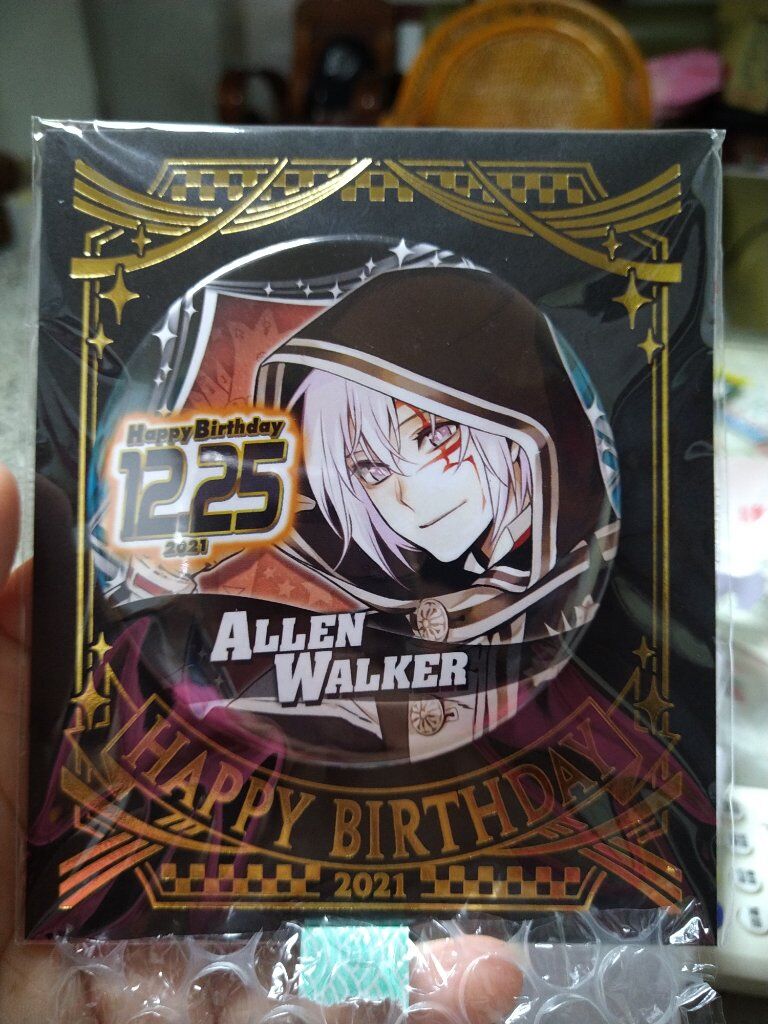 Happy Birthday
12.25
2021
ALLEN
WALKER
HAPPY BIRTHDAY
2021